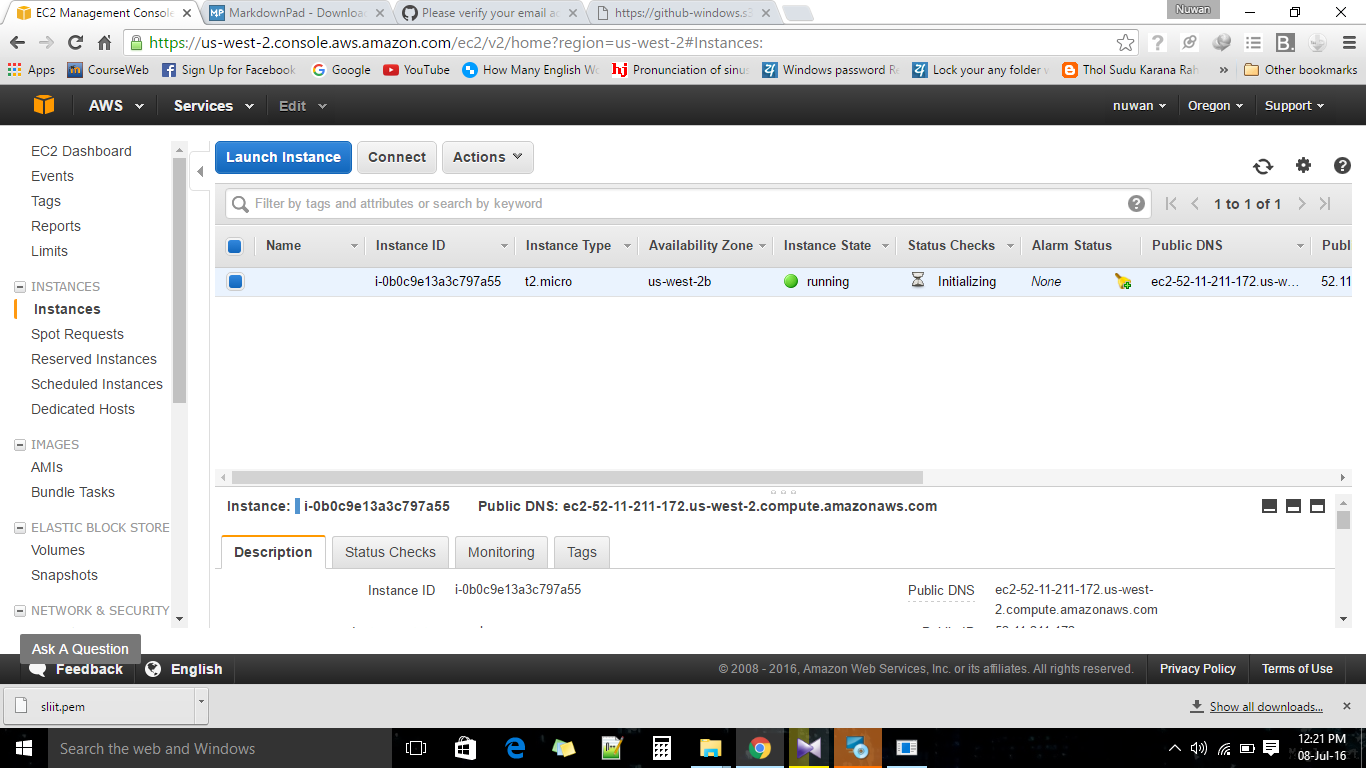 Nuwan
EC2 Management Conso
MarkdownPad - Downloa
Please verify your email a
https://github-windows.s3
https://us-west-2.console.aws.amazon.com/ec2/v2/home?region=us-west-2#Instances:
Apps CourseWeb Sign Up for Facebook Google YouTube How Many English Wo Pronunciation of sinus Windows password Re Lock your any folder w Thol Sudu Karana Rah » Other bookmarks
AWS Services Edit nuwan Oregon Support
EC2 Dashboard
Events
Tags
Reports
Limits
INSTANCES
Instances
Spot Requests
Reserved Instances
Scheduled Instances
Dedicated Hosts
IMAGES
AMIs
Bundle Tasks
ELASTIC BLOCK STORE
Volumes
Snapshots
NETWORK & SECURITY
Launch Instance Connect Actions
Filter by tags and attributes or search by keyword
1 to 1 of 1
Name Instance ID Instance Type Availability Zone Instance State Status Checks Alarm Status Public DNS Publ
i-0b0c9e13a3c797a55 t2.micro us-west-2b running Initializing None ec2-52-11-211-172.us-w... 52.11
Instance: i-0b0c9e13a3c797a55 Public DNS: ec2-52-11-211-172.us-west-2.compute.amazonaws.com
Description Status Checks Monitoring Tags
Instance ID i-0b0c9e13a3c797a55 Public DNS ec2-52-11-211-172.us-west-
2.compute.amazonaws.com
Ask A Question
Feedback English © 2008 - 2016, Amazon Web Services, Inc. or its affiliates. All rights reserved. Privacy Policy Terms of Use
sliit.pem Show all downloads...
Search the web and Windows
12:21 PM
08-Jul-16